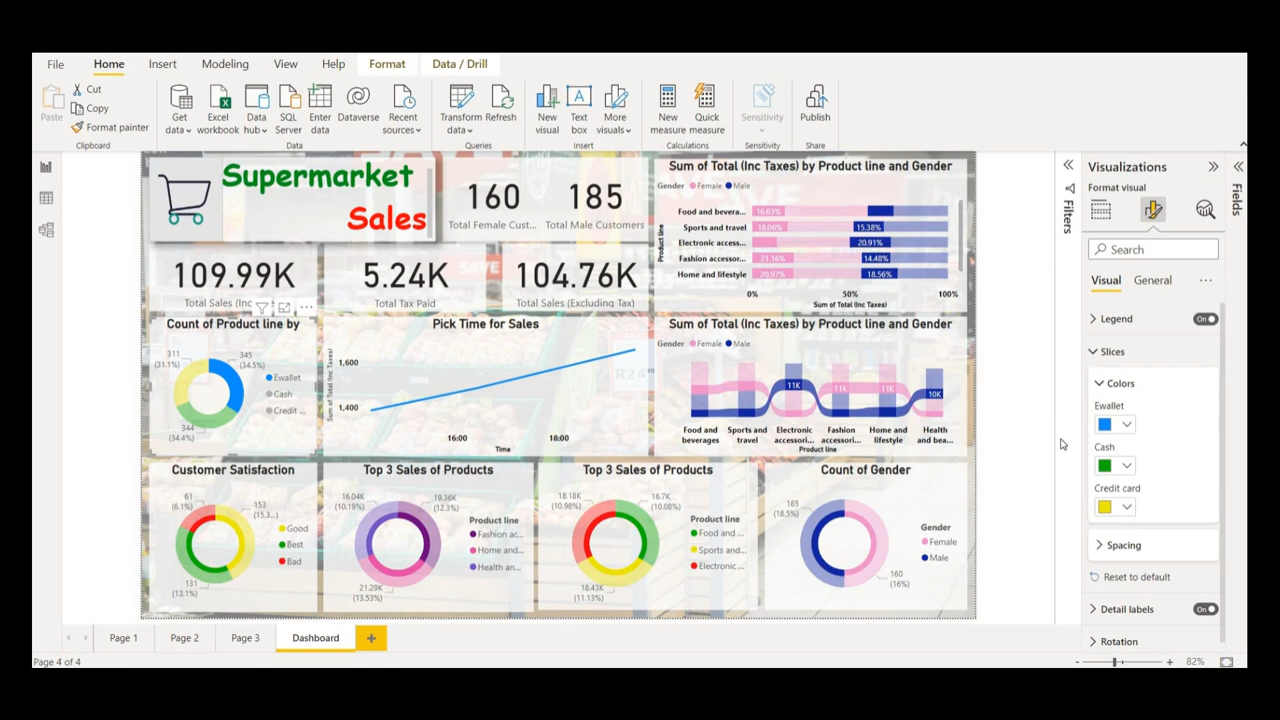 File Home Insert Modeling View Help Format Data / Drill
Paste
Cut
Copy
Format painter
Clipboard
Get data
Excel workbook
Data hub
SQL Server
Enter data
Dataverse
Recent sources
Data
Transform data
Refresh
Queries
New visual
Text box
More visuals
Insert
New measure
Quick measure
Calculations
Sensitivity
Sensitivity
Publish
Share
Supermarket
Sales
160
Total Female Cust...
185
Total Male Customers
109.99K
Total Sales (Inc
5.24K
Total Tax Paid
104.76K
Total Sales (Excluding Tax)
Sum of Total (Inc Taxes) by Product line and Gender
Gender Female Male
Product line
Food and bevera... 16.67%
Sports and travel 18.06% 15.38%
Electronic access... 20.91%
Fashion accessor... 21.16% 14.48%
Home and lifestyle 20.97% 18.56%
0% 50% 100%
Sum of Total (Inc Taxes)
Count of Product line by
311
(31.1%)
345
(34.5%)
344
(34.4%)
Ewallet
Cash
Credit ...
Pick Time for Sales
Sum of Total (Inc Taxes)
1,600
1,400
16:00 18:00
Time
Sum of Total (Inc Taxes) by Product line and Gender
Gender Female Male
11K 11K 11K 10K
Food and beverages
Sports and travel
Electronic accessori...
Fashion accessori...
Home and lifestyle
Health and bea...
Product line
Customer Satisfaction
61
(6.1%)
153
(15.3...)
131
(13.1%)
Good
Best
Bad
Top 3 Sales of Products
16.04K
(10.19%)
19.36K
(12.3%)
21.29K
(13.53%)
Product line
Fashion ac...
Home and...
Health an...
Top 3 Sales of Products
18.18K
(10.98%)
16.7K
(10.08%)
18.43K
(11.13%)
Product line
Food and ...
Sports and...
Electronic ...
Count of Gender
185
(18.5%)
160
(16%)
Gender
Female
Male
Filters
Visualizations
Format visual
Search
Visual General
Legend On
Slices
Colors
Ewallet
Cash
Credit card
Spacing
Reset to default
Detail labels On
Rotation
Fields
Page 1 Page 2 Page 3 Dashboard +
Page 4 of 4
- + 82%